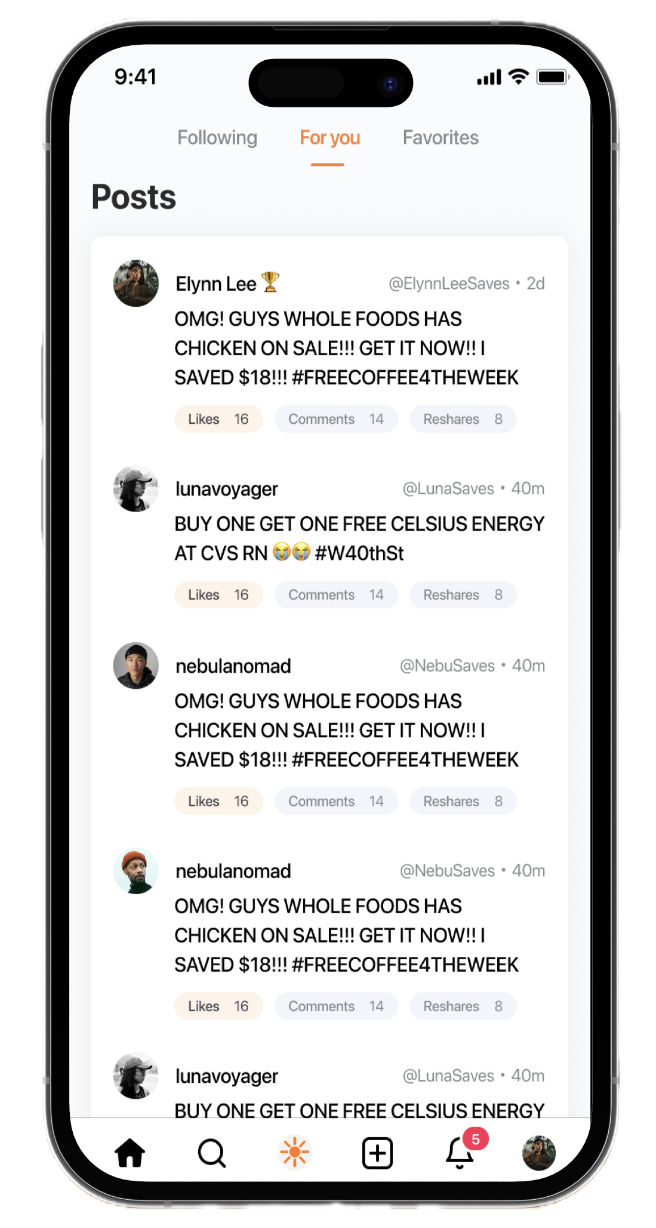 9:41
Following For you Favorites
Posts
Elynn Lee 🏆 @ElynnLeeSaves • 2d
OMG! GUYS WHOLE FOODS HAS
CHICKEN ON SALE!!! GET IT NOW!! I
SAVED $18!!! #FREECOFFEE4THEWEEK
Likes 16 Comments 14 Reshares 8
lunavoyager @LunaSaves • 40m
BUY ONE GET ONE FREE CELSIUS ENERGY
AT CVS RN 😭😭 #W40thSt
Likes 16 Comments 14 Reshares 8
nebulanomad @NebuSaves • 40m
OMG! GUYS WHOLE FOODS HAS
CHICKEN ON SALE!!! GET IT NOW!! I
SAVED $18!!! #FREECOFFEE4THEWEEK
Likes 16 Comments 14 Reshares 8
nebulanomad @NebuSaves • 40m
OMG! GUYS WHOLE FOODS HAS
CHICKEN ON SALE!!! GET IT NOW!! I
SAVED $18!!! #FREECOFFEE4THEWEEK
Likes 16 Comments 14 Reshares 8
lunavoyager @LunaSaves • 40m
BUY ONE GET ONE FREE CELSIUS ENERGY
5